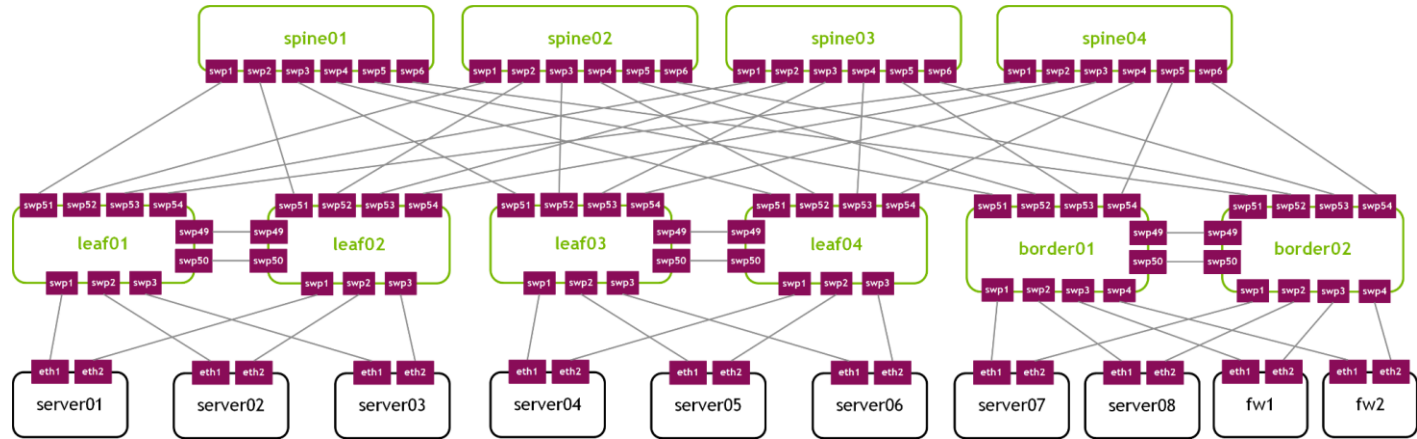 spine01 spine02 spine03 spine04
swp1 swp2 swp3 swp4 swp5 swp6 swp1 swp2 swp3 swp4 swp5 swp6 swp1 swp2 swp3 swp4 swp5 swp6 swp1 swp2 swp3 swp4 swp5 swp6
swp51 swp52 swp53 swp54 swp51 swp52 swp53 swp54 swp51 swp52 swp53 swp54 swp51 swp52 swp53 swp54 swp51 swp52 swp53 swp54 swp51 swp52 swp53 swp54
swp49 swp49 swp49 swp49 swp49 swp49
leaf01 leaf02 leaf03 leaf04 border01 border02
swp50 swp50 swp50 swp50 swp50 swp50
swp1 swp2 swp3 swp1 swp2 swp3 swp1 swp2 swp3 swp1 swp2 swp3 swp1 swp2 swp3 swp4 swp1 swp2 swp3 swp4
eth1 eth2 eth1 eth2 eth1 eth2 eth1 eth2 eth1 eth2 eth1 eth2 eth1 eth2 eth1 eth2 eth1 eth2 eth1 eth2
server01 server02 server03 server04 server05 server06 server07 server08 fw1 fw2